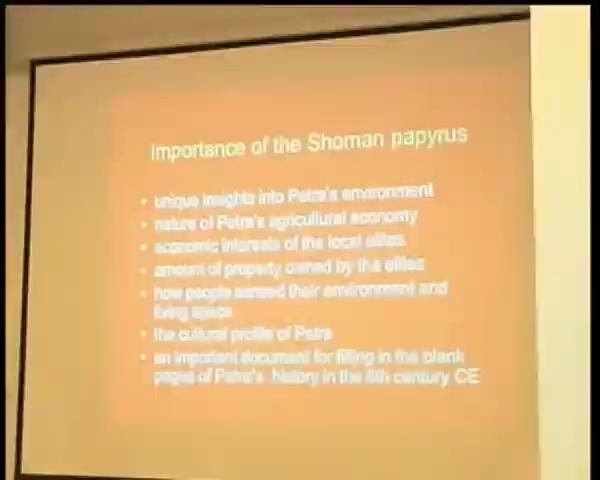 Importance of the Shoman papyrus
• unique insights into Petra's environment
• nature of Petra's agricultural economy
• economic interests of the local elites
• amount of property owned by the elites
• how people sensed their environment and
living space
• the cultural profile of Petra
• an important document for filling in the blank
pages of Petra's history in the 6th century CE